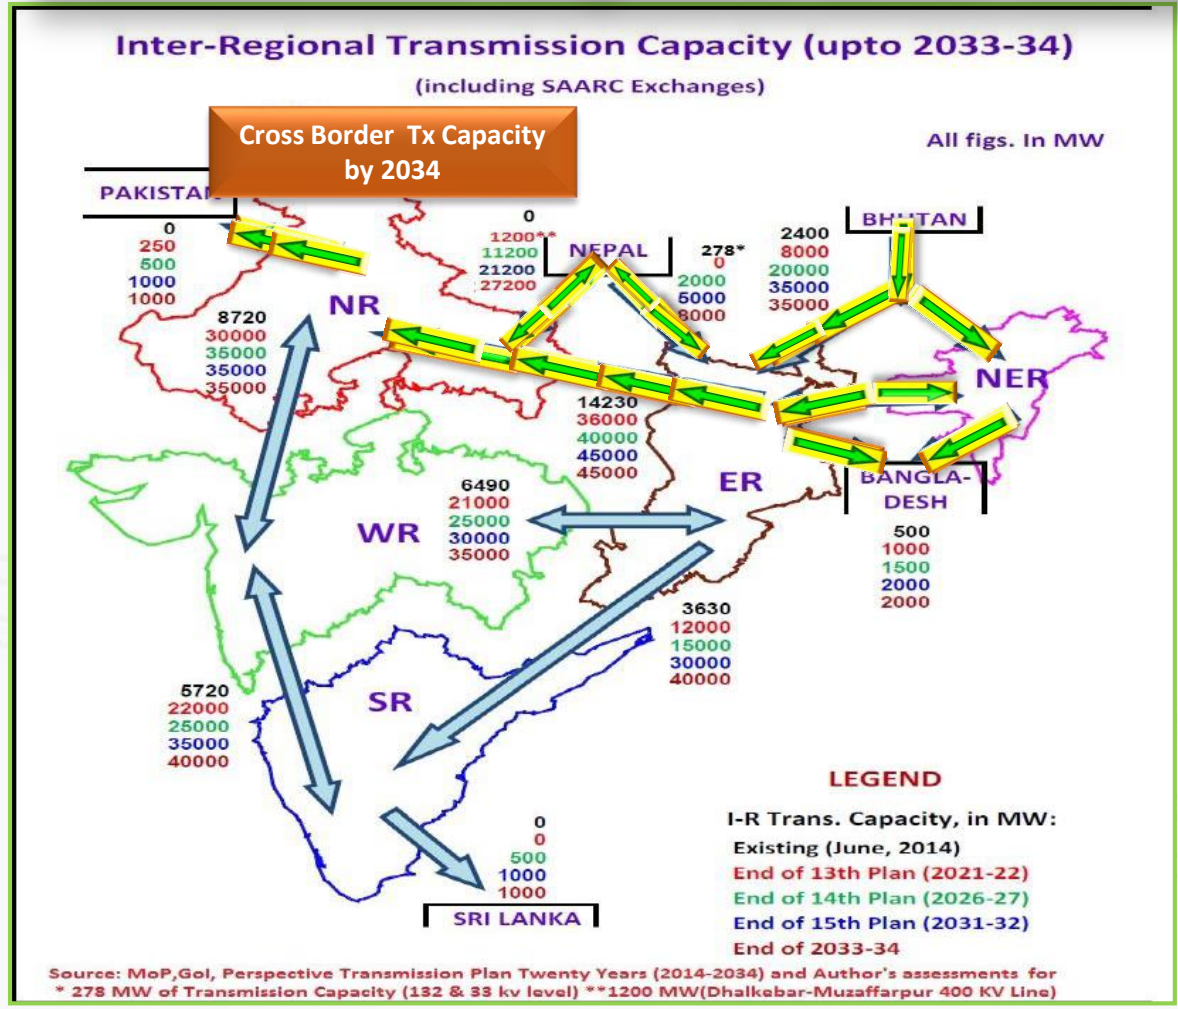 Inter-Regional Transmission Capacity (upto 2033-34)
(including SAARC Exchanges)
Cross Border Tx Capacity
by 2034
All figs. In MW
PAKISTAN
0
250
500
1000
1000
0
1200**
11200
21200
27200
NEPAL
278*
0
2000
5000
8000
2400
8000
20000
35000
35000
BHUTAN
NR
8720
30000
35000
35000
35000
NER
14230
36000
40000
45000
45000
ER
BANGLA-
DESH
500
1000
1500
2000
2000
WR
6490
21000
25000
30000
35000
3630
12000
15000
30000
40000
5720
22000
25000
35000
40000
SR
0
0
500
1000
1000
SRI LANKA
LEGEND
I-R Trans. Capacity, in MW:
Existing (June, 2014)
End of 13th Plan (2021-22)
End of 14th Plan (2026-27)
End of 15th Plan (2031-32)
End of 2033-34
Source: MoP,GoI, Perspective Transmission Plan Twenty Years (2014-2034) and Author's assessments for
* 278 MW of Transmission Capacity (132 & 33 kv level) **1200 MW(Dhalkebar-Muzaffarpur 400 KV Line)